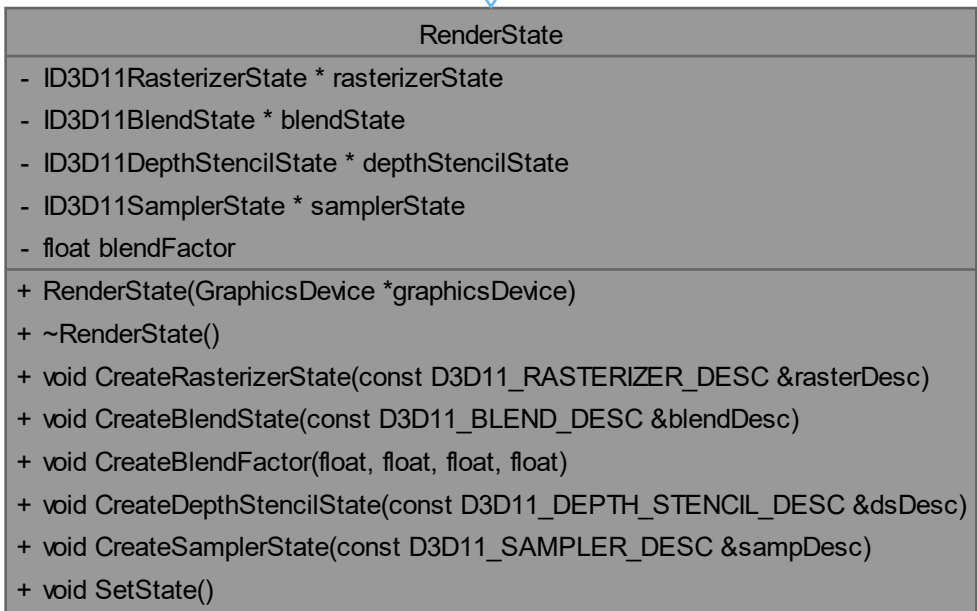 RenderState
- ID3D11RasterizerState * rasterizerState
- ID3D11BlendState * blendState
- ID3D11DepthStencilState * depthStencilState
- ID3D11SamplerState * samplerState
- float blendFactor
+ RenderState(GraphicsDevice *graphicsDevice)
+ ~RenderState()
+ void CreateRasterizerState(const D3D11_RASTERIZER_DESC &rasterDesc)
+ void CreateBlendState(const D3D11_BLEND_DESC &blendDesc)
+ void CreateBlendFactor(float, float, float, float)
+ void CreateDepthStencilState(const D3D11_DEPTH_STENCIL_DESC &dsDesc)
+ void CreateSamplerState(const D3D11_SAMPLER_DESC &sampDesc)
+ void SetState()